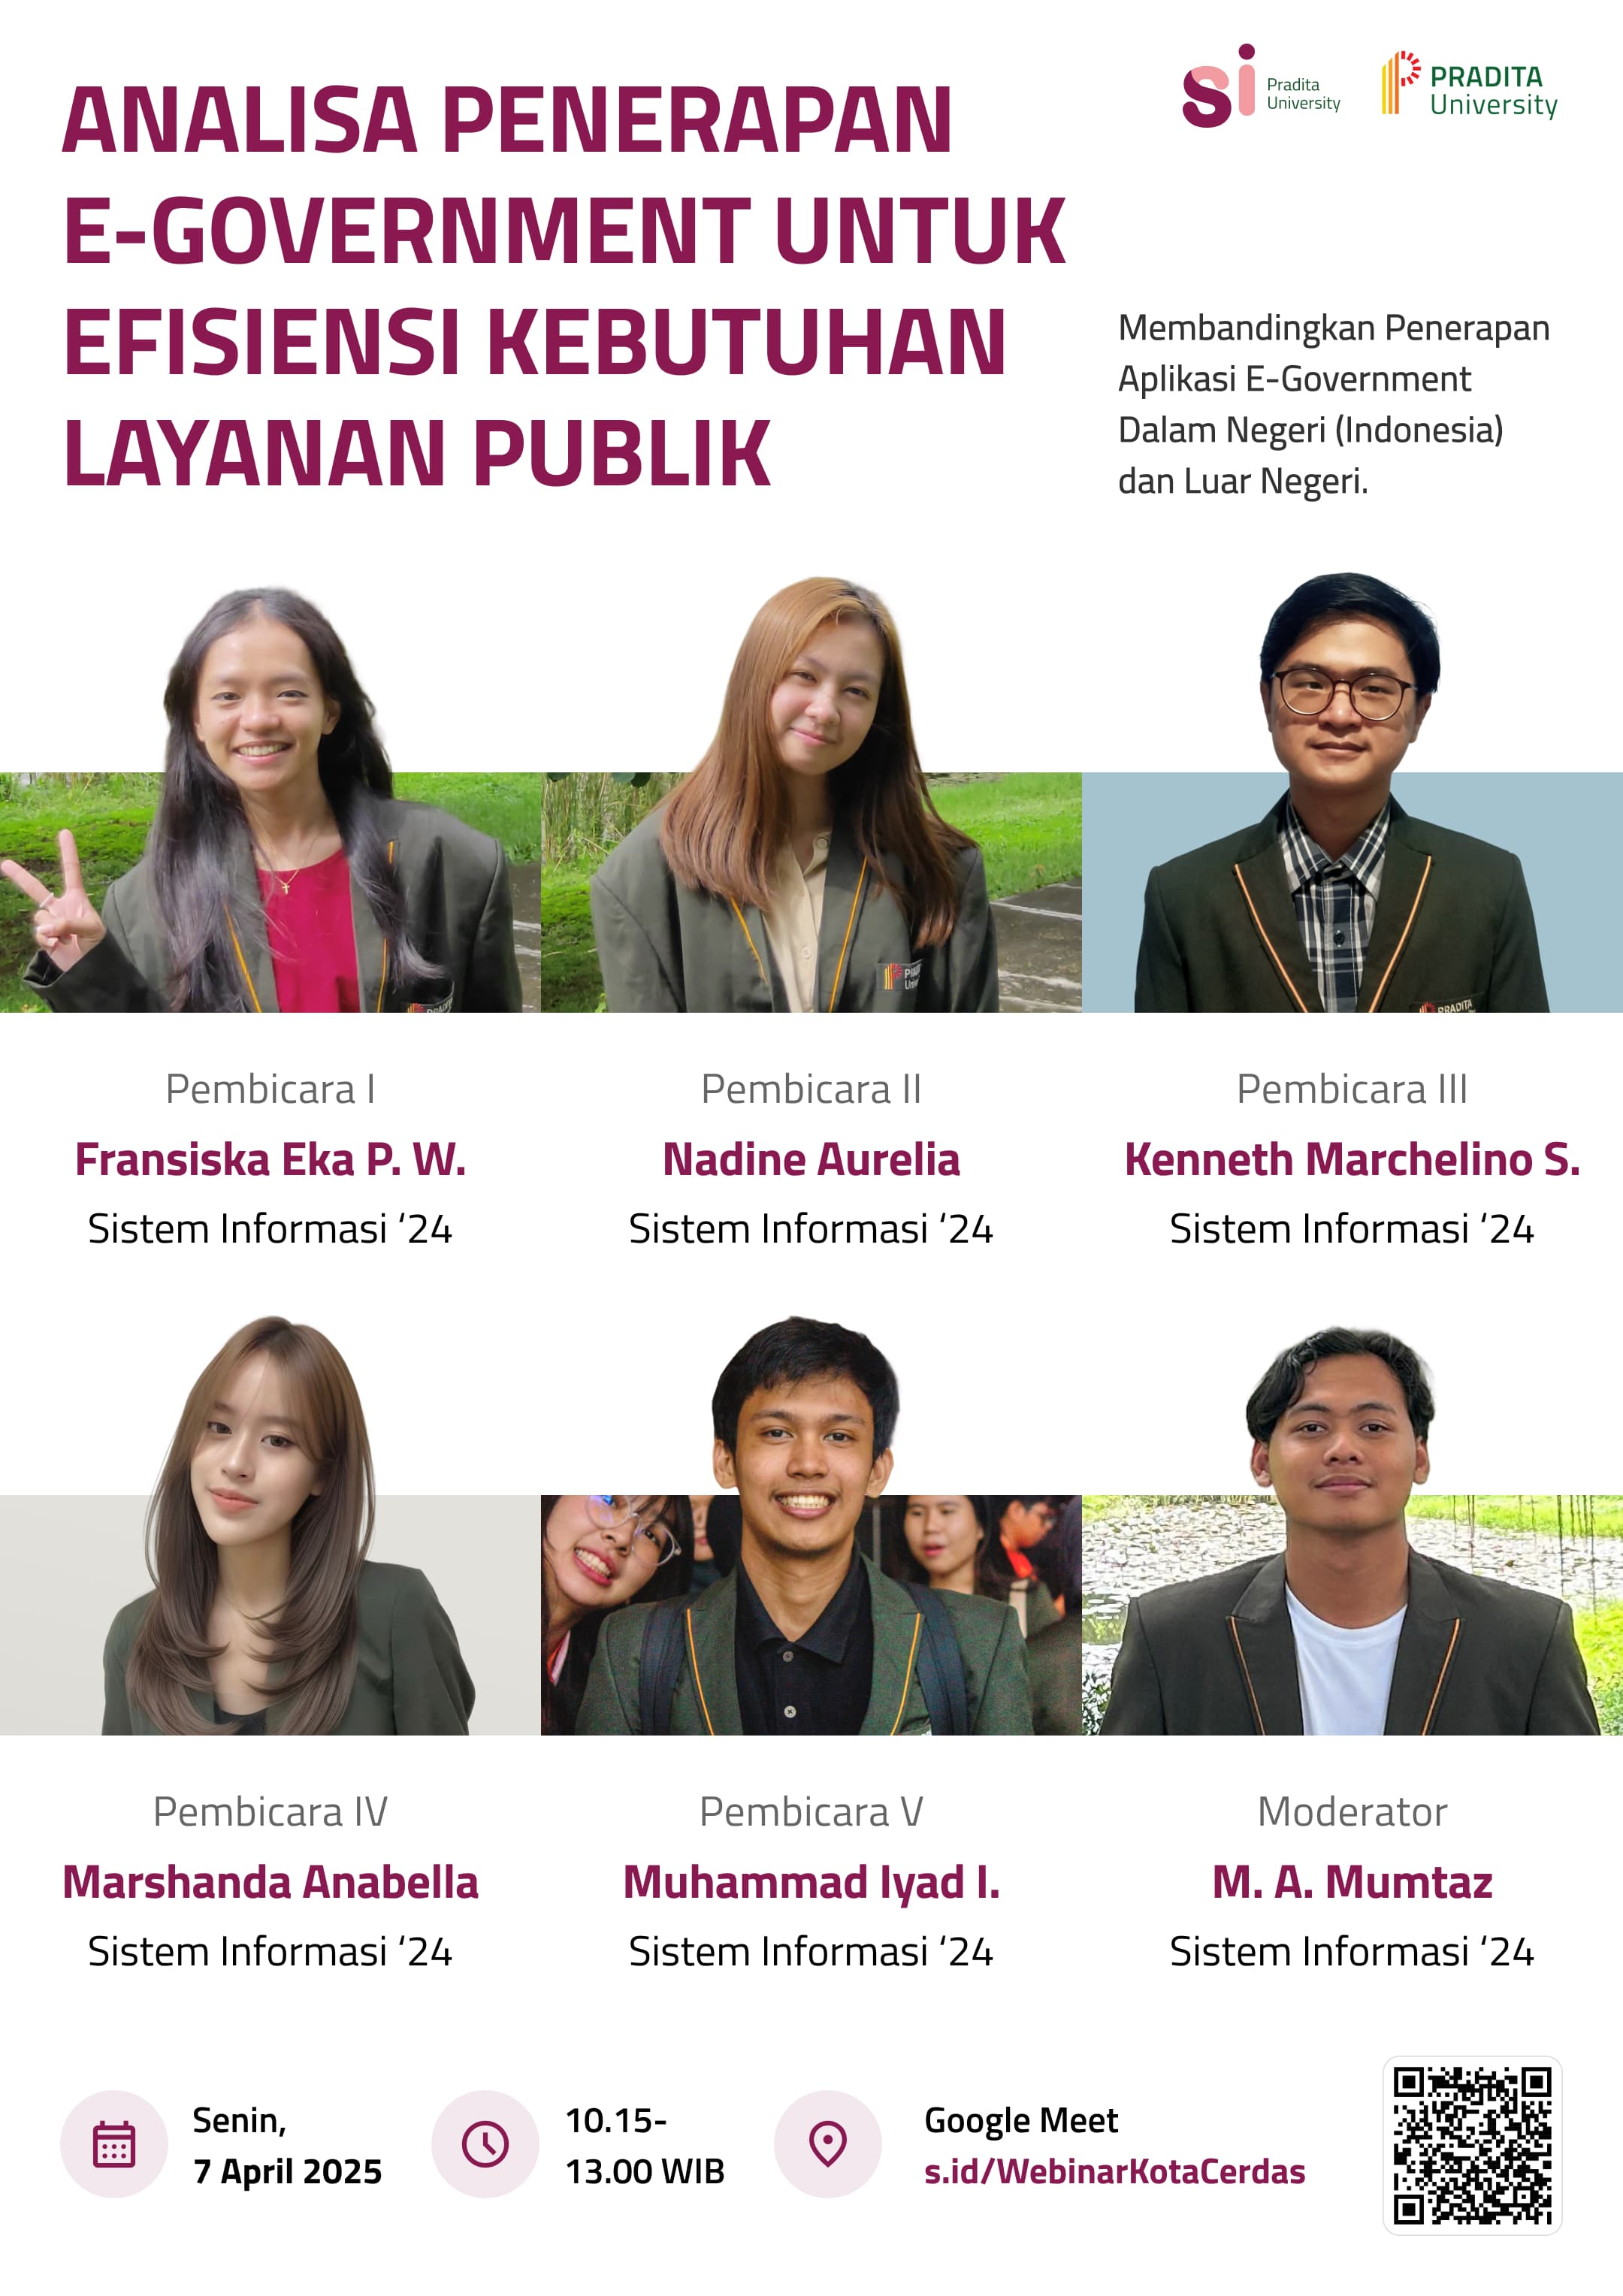 ANALISA PENERAPAN
E-GOVERNMENT UNTUK
EFISIENSI KEBUTUHAN
LAYANAN PUBLIK
si Pradita
University
PRADITA
University
Membandingkan Penerapan
Aplikasi E-Government
Dalam Negeri (Indonesia)
dan Luar Negeri.
PRADITA
Pembicara I
Fransiska Eka P. W.
Sistem Informasi ‘24
Pembicara II
Nadine Aurelia
Sistem Informasi ‘24
Pembicara III
Kenneth Marchelino S.
Sistem Informasi ‘24
Pembicara IV
Marshanda Anabella
Sistem Informasi ‘24
Pembicara V
Muhammad Iyad I.
Sistem Informasi ‘24
Moderator
M. A. Mumtaz
Sistem Informasi ‘24
Senin,
7 April 2025
10.15-
13.00 WIB
Google Meet
s.id/WebinarKotaCerdas